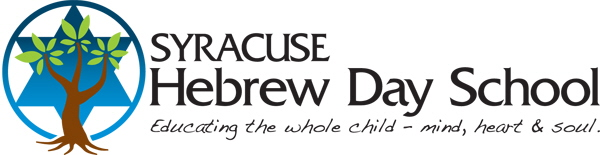 SYRACUSE
Hebrew Day School
Educating the whole child - mind, heart & soul.